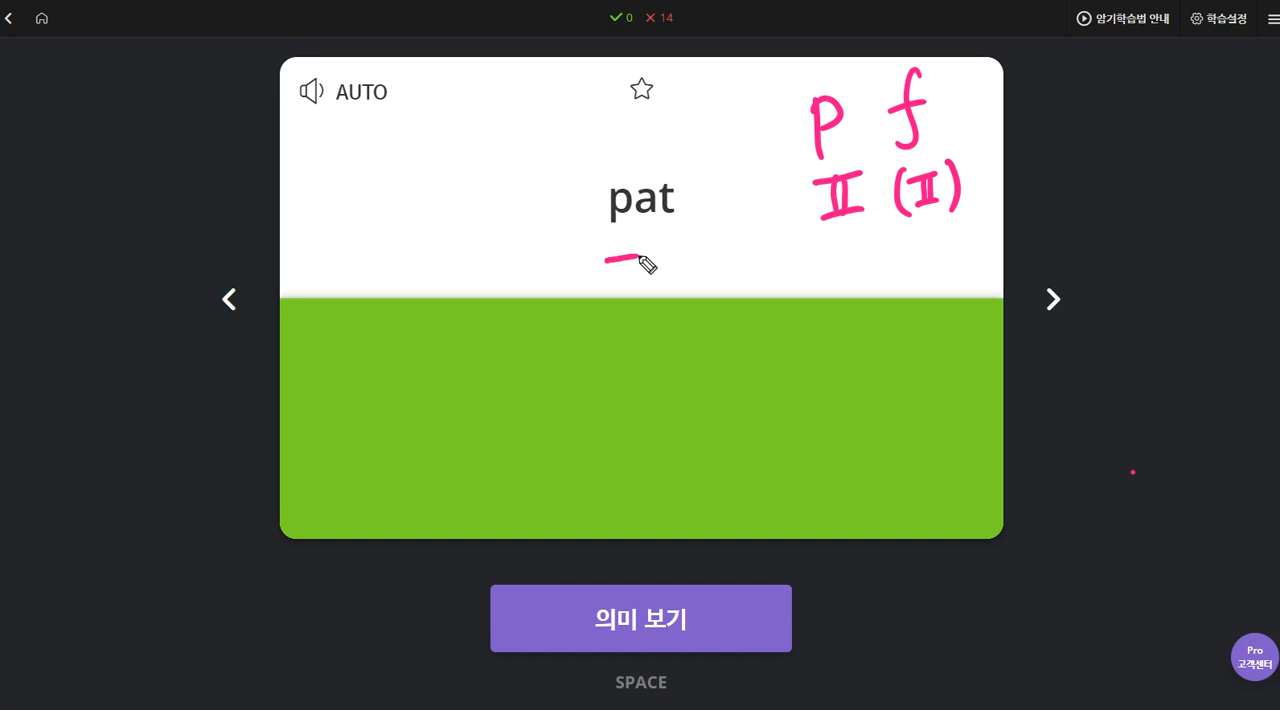 0 14 암기학습법 안내 학습설정
AUTO
p f
ㅍ (ㅍ)
pat
의미 보기
SPACE
Pro
고객센터